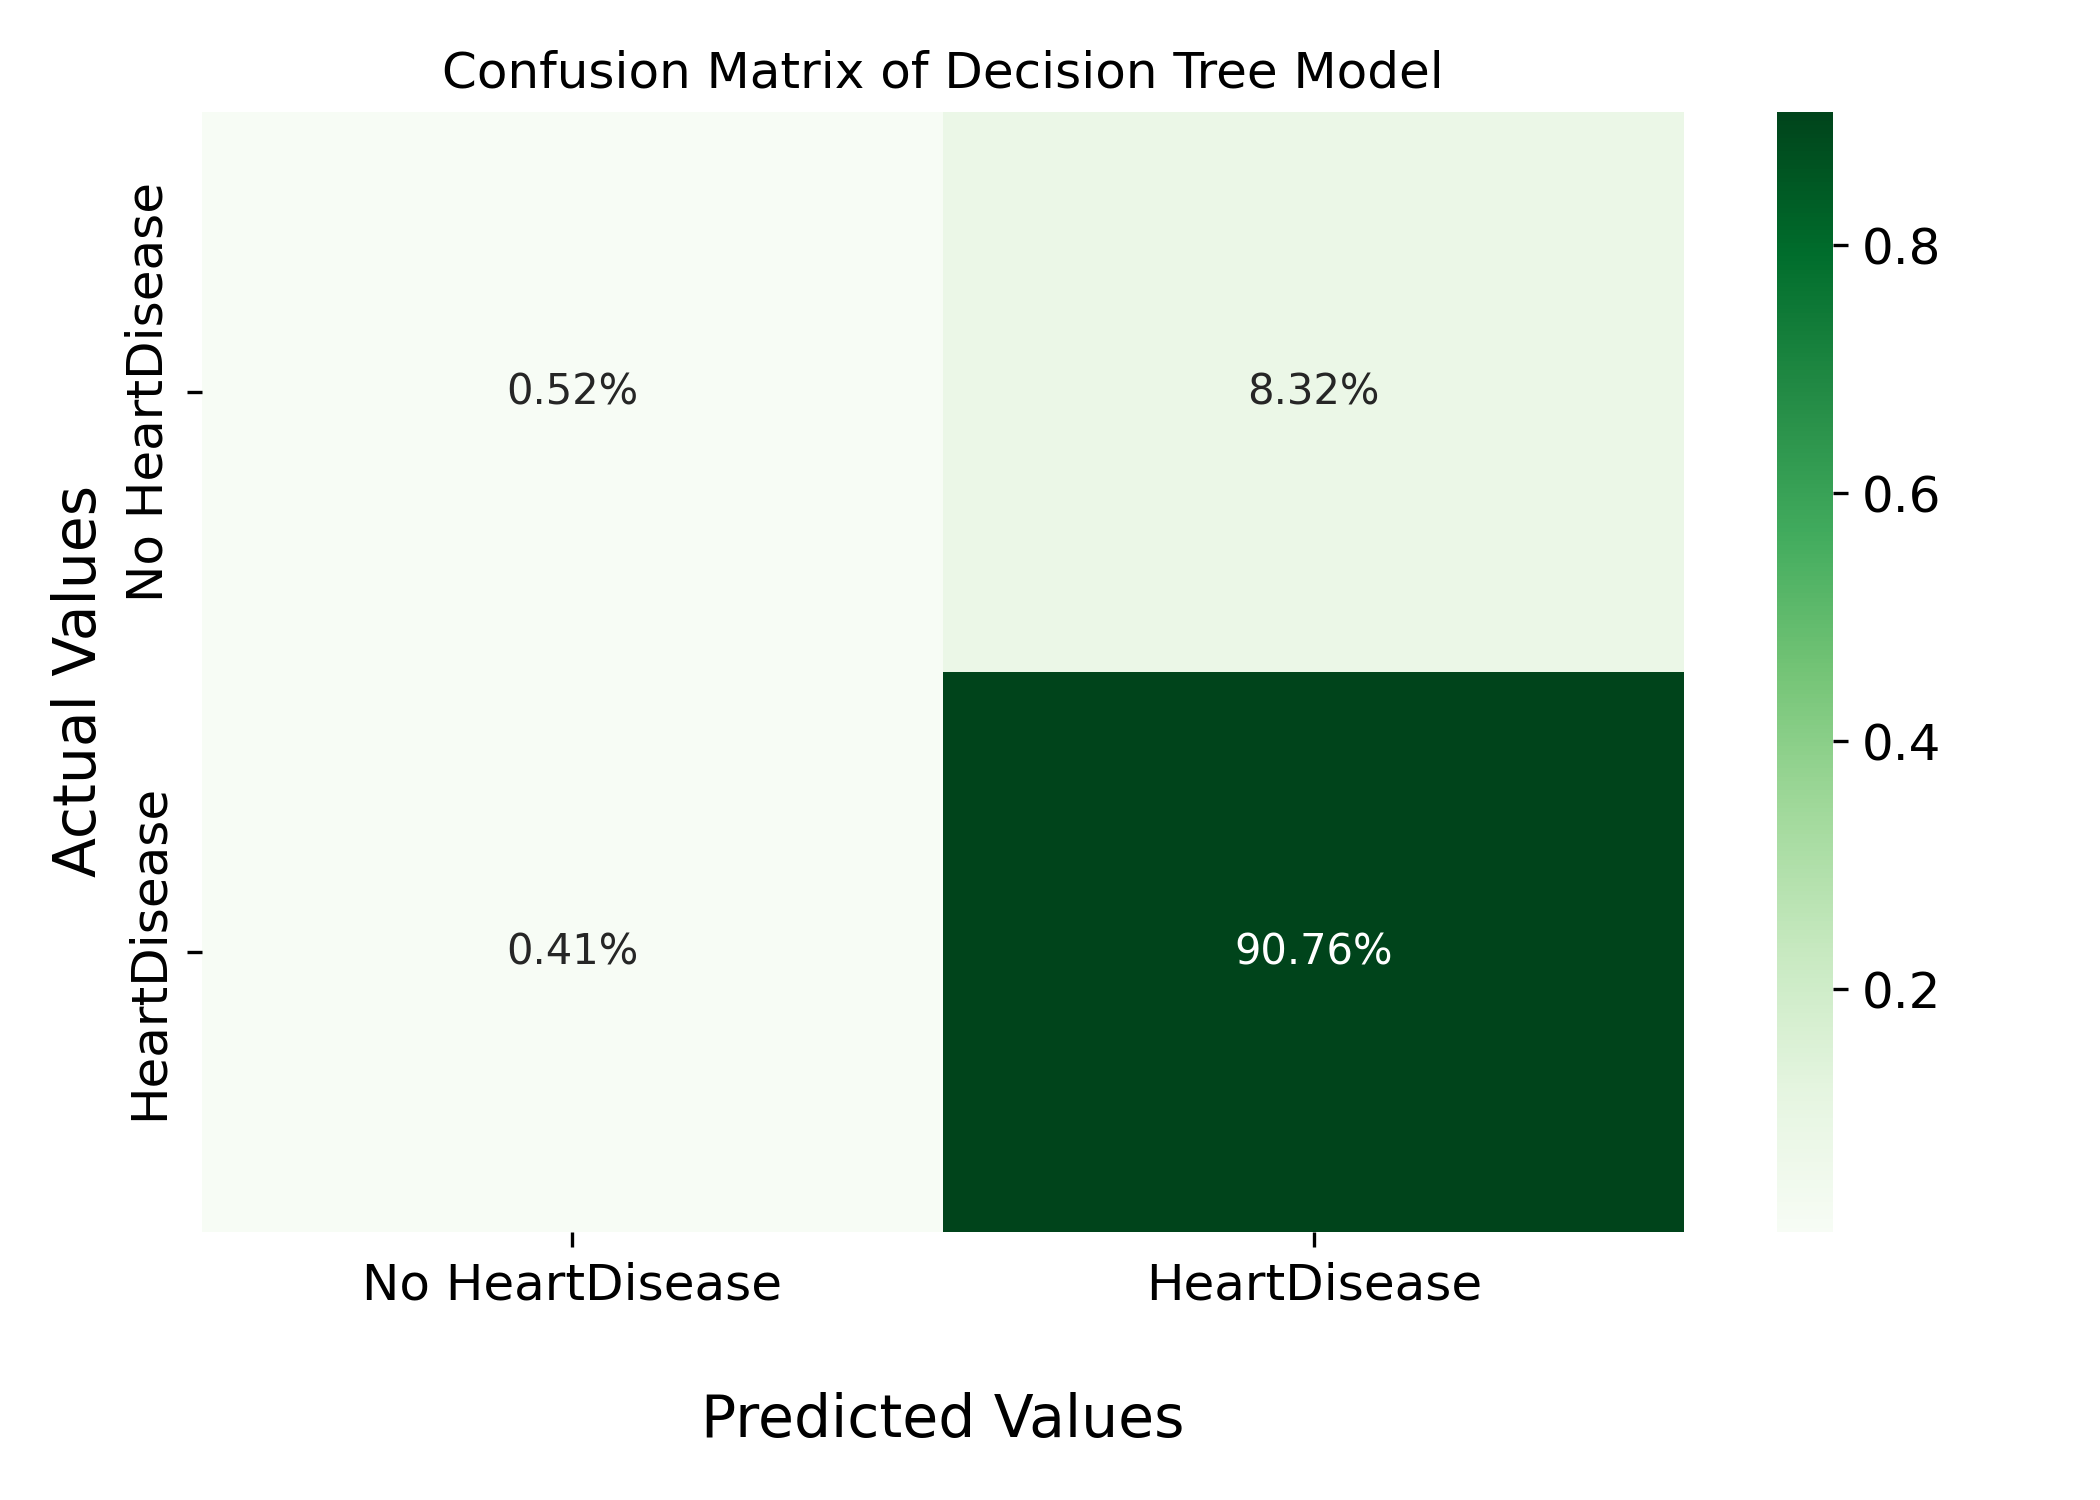 Confusion Matrix of Decision Tree Model
Actual Values
No HeartDisease
HeartDisease
0.52%
8.32%
0.41%
90.76%
0.8
0.6
0.4
0.2
No HeartDisease
HeartDisease
Predicted Values